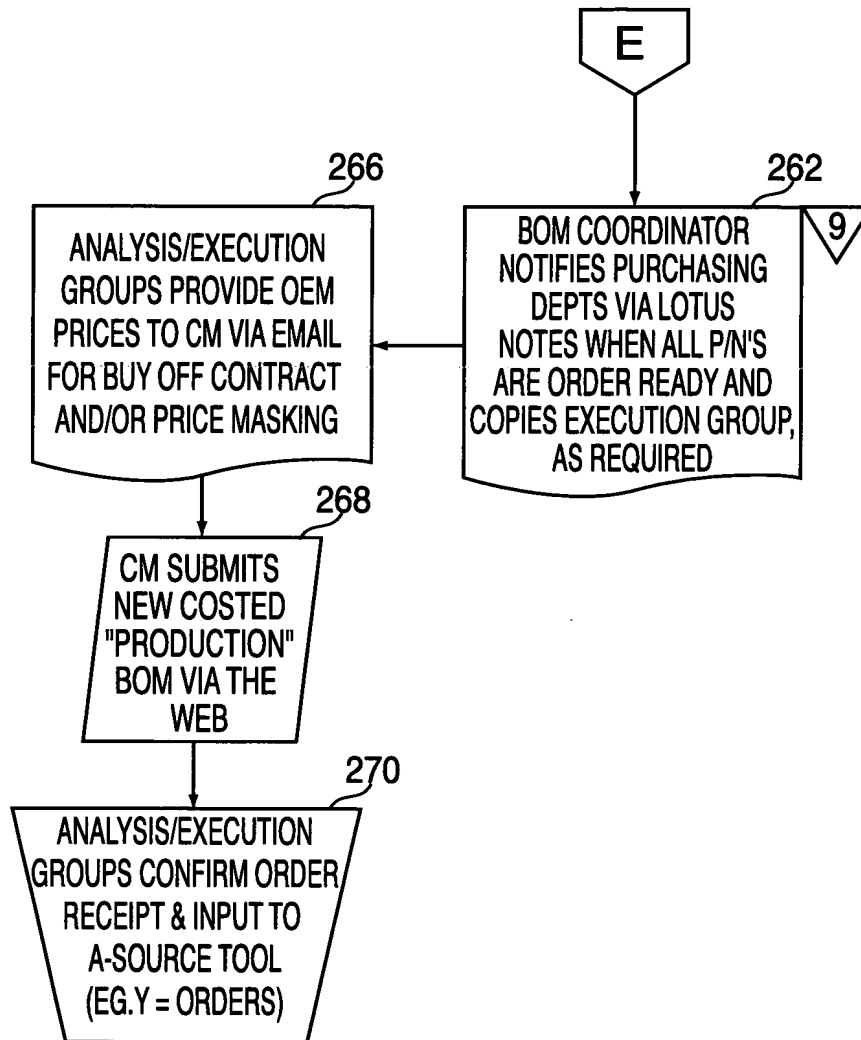 E
262
9
BOM COORDINATOR
NOTIFIES PURCHASING
DEPTS VIA LOTUS
NOTES WHEN ALL P/N'S
ARE ORDER READY AND
COPIES EXECUTION GROUP,
AS REQUIRED
266
ANALYSIS/EXECUTION
GROUPS PROVIDE OEM
PRICES TO CM VIA EMAIL
FOR BUY OFF CONTRACT
AND/OR PRICE MASKING
268
CM SUBMITS
NEW COSTED
"PRODUCTION"
BOM VIA THE
WEB
270
ANALYSIS/EXECUTION
GROUPS CONFIRM ORDER
RECEIPT & INPUT TO
A-SOURCE TOOL
(EG.Y = ORDERS)